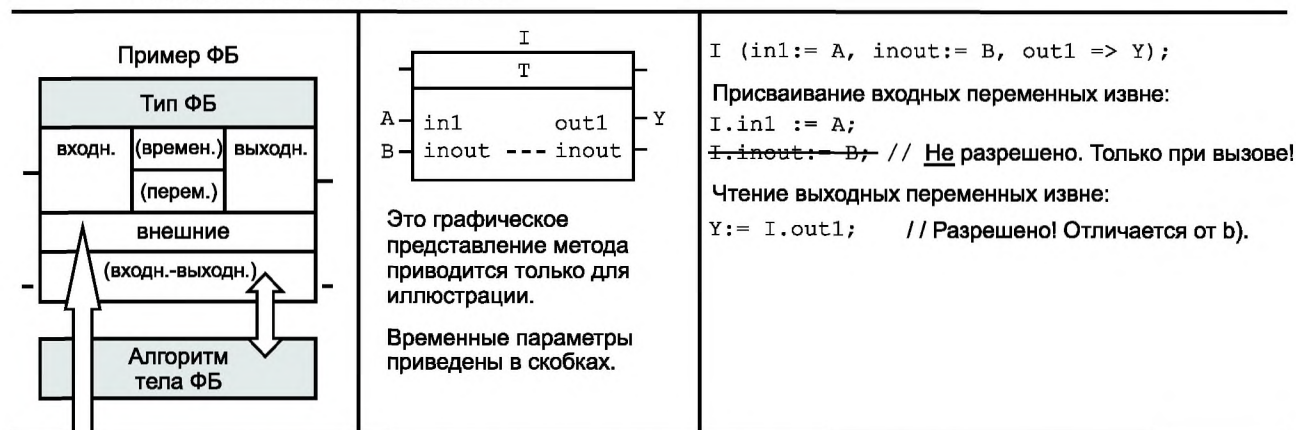 Пример ФБ
Тип ФБ
входн.
(времен.)
выходн.
(перем.)
внешние
(входн.-выходн.)
Алгоритм
тела ФБ
I
T
A
in1
out1
Y
B
inout --- inout
Это графическое
представление метода
приводится только для
иллюстрации.
Временные параметры
приведены в скобках.
I (in1:= A, inout:= B, out1 => Y);
Присваивание входных переменных извне:
I.in1 := A;
I.inout:= B; // Не разрешено. Только при вызове!
Чтение выходных переменных извне:
Y:= I.out1; // Разрешено! Отличается от b).